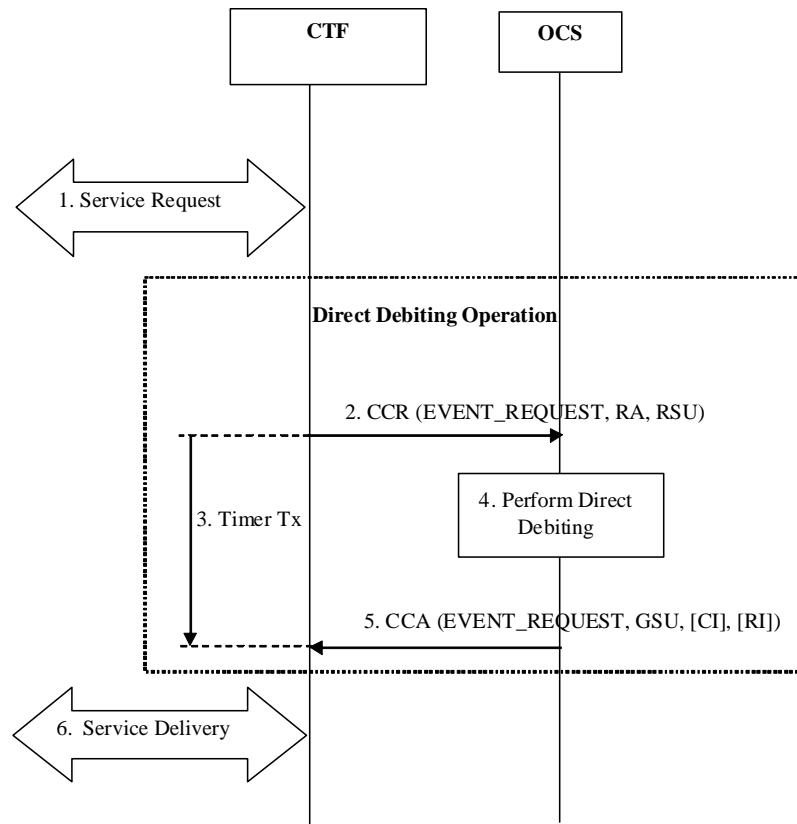 CTF
OCS
1. Service Request
Direct Debiting Operation
2. CCR (EVENT_REQUEST, RA, RSU)
3. Timer Tx
4. Perform Direct
Debiting
5. CCA (EVENT_REQUEST, GSU, [CI], [RI])
6. Service Delivery